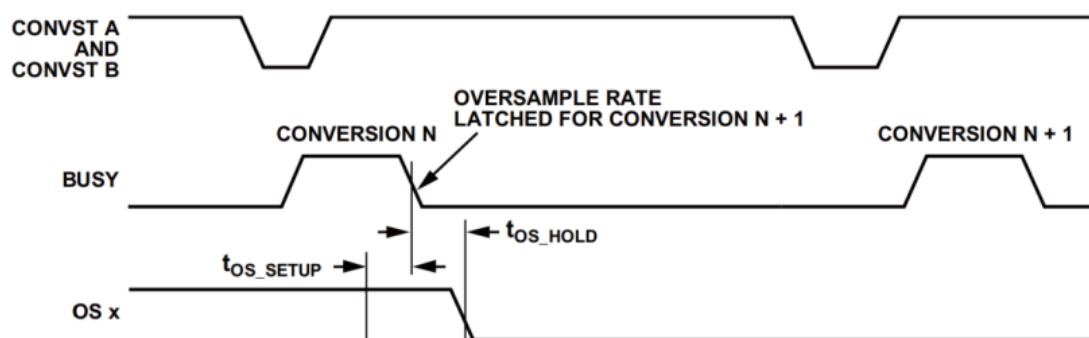 CONVST A
AND
CONVST B
OVERSAMPLE RATE
LATCHED FOR CONVERSION N + 1
CONVERSION N
CONVERSION N + 1
BUSY
tOS_HOLD
tOS_SETUP
OS x